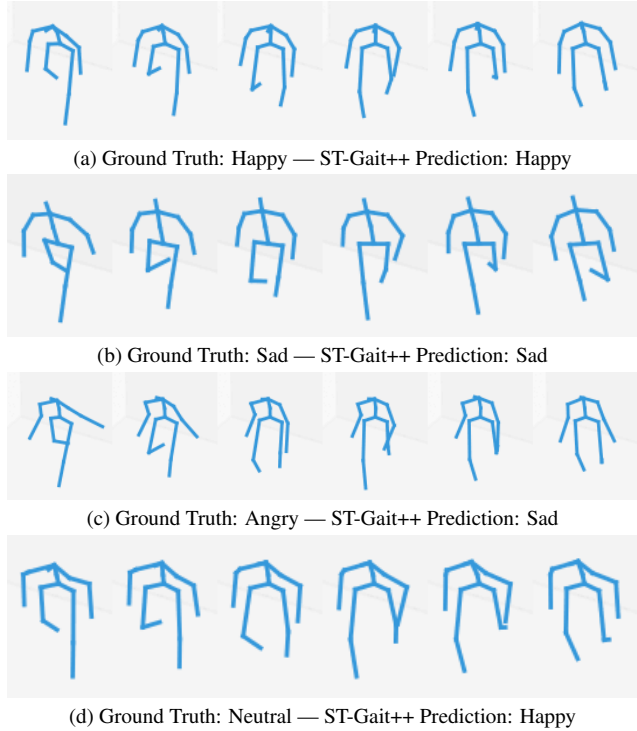 (a) Ground Truth: Happy — ST-Gait++ Prediction: Happy
(b) Ground Truth: Sad — ST-Gait++ Prediction: Sad
(c) Ground Truth: Angry — ST-Gait++ Prediction: Sad
(d) Ground Truth: Neutral — ST-Gait++ Prediction: Happy